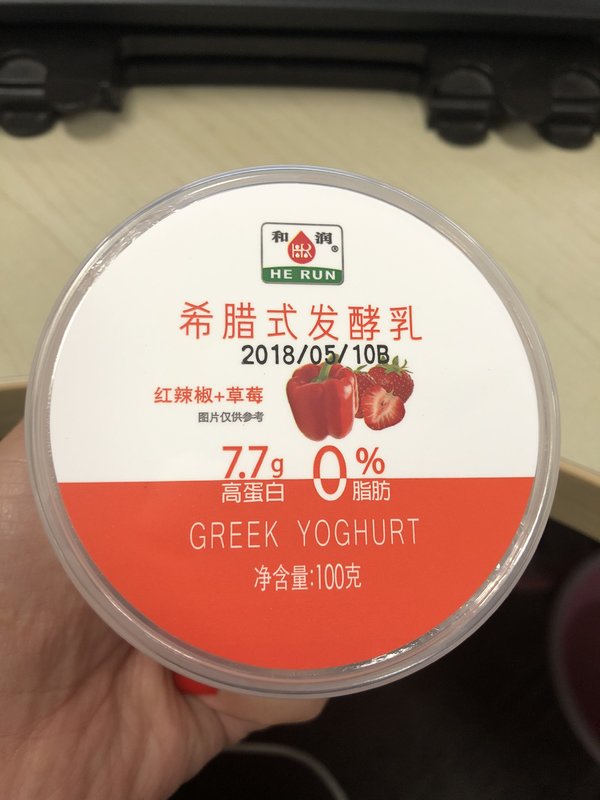 和 润®
HE RUN
希腊式发酵乳
2018/05/10B
红辣椒+草莓
图片仅供参考
7.7g 0%
高蛋白 脂肪
GREEK YOGHURT
净含量:100克